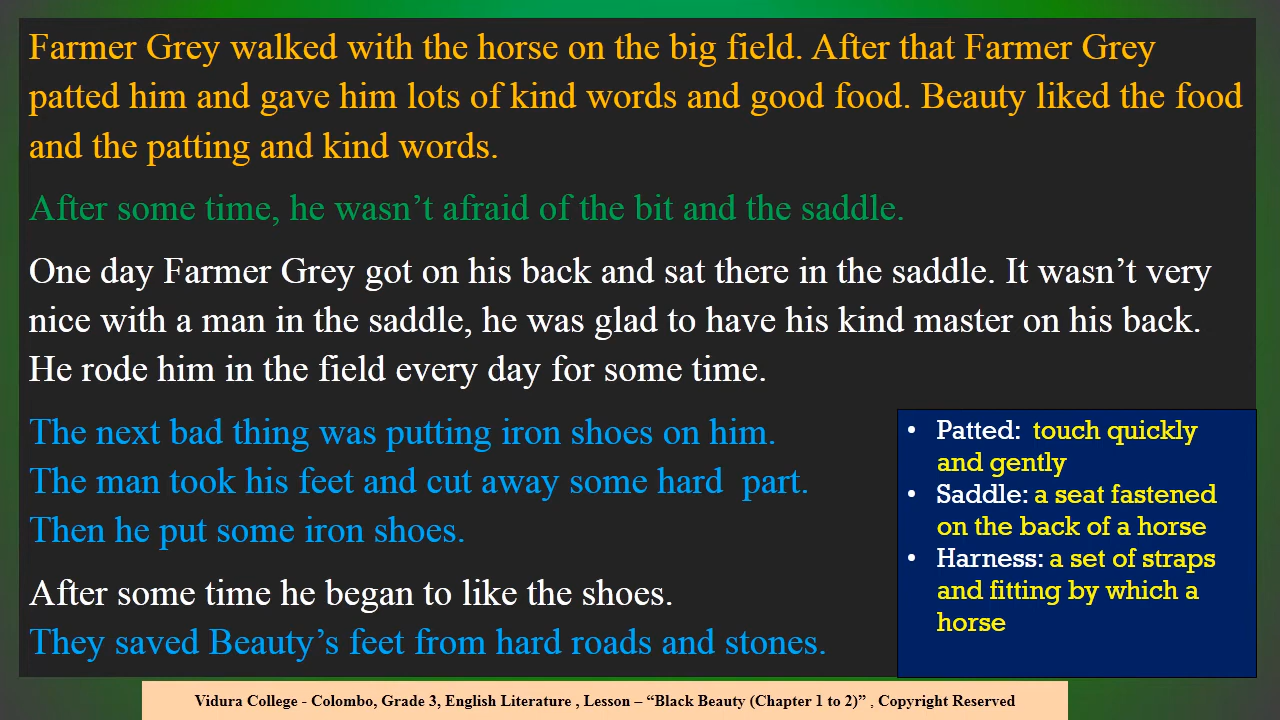 Farmer Grey walked with the horse on the big field. After that Farmer Grey
patted him and gave him lots of kind words and good food. Beauty liked the food
and the patting and kind words.
After some time, he wasn’t afraid of the bit and the saddle.
One day Farmer Grey got on his back and sat there in the saddle. It wasn’t very
nice with a man in the saddle, he was glad to have his kind master on his back.
He rode him in the field every day for some time.
The next bad thing was putting iron shoes on him.
The man took his feet and cut away some hard  part.
Then he put some iron shoes.
After some time he began to like the shoes.
They saved Beauty’s feet from hard roads and stones.
• Patted:  touch quickly
and gently
• Saddle: a seat fastened
on the back of a horse
• Harness: a set of straps
and fitting by which a
horse
Vidura College - Colombo, Grade 3, English Literature , Lesson – “Black Beauty (Chapter 1 to 2)” , Copyright Reserved